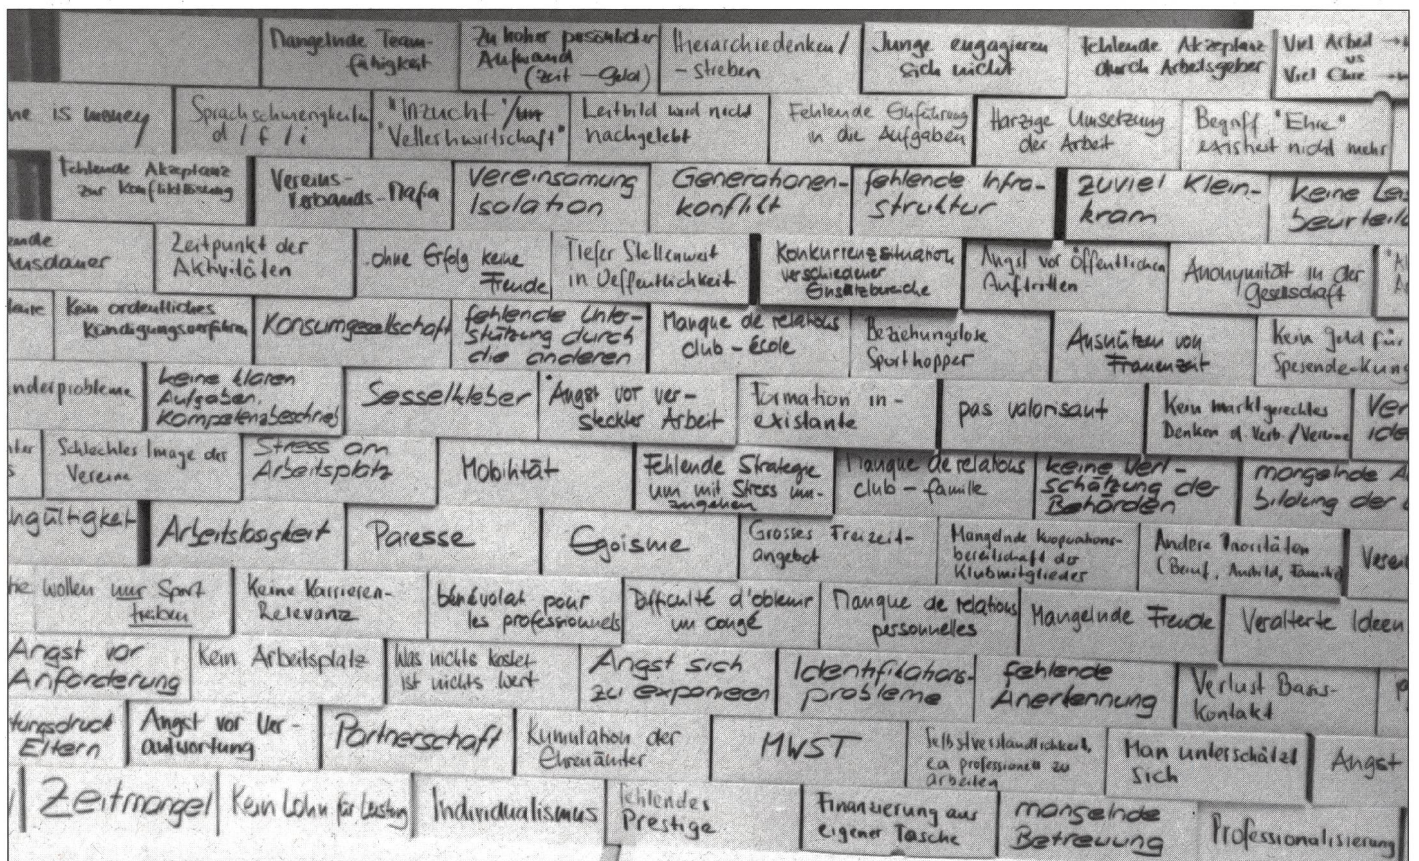 Mangelnde Team-
fähigkeit
Zu hoher persönlicher
Aufwand
(Zeit – Geld)
Hierarchiedenken /
– streben
Junge engagieren
sich nicht
Fehlende Akzeptanz
durch Arbeitsgeber
Viel Arbeit →
vs
Viel Ehre →
is money
Sprachschwierigkeiten
d / f / i
"Inzucht"/
"Vetterliwirtschaft"
Leitbild wird nicht
nachgelebt
Fehlende Einführung
in die Aufgaben
Harzige Umsetzung
der Arbeit
Begriff "Ehre"
existiert nicht mehr
Fehlende Akzeptanz
zur Konfliktlösung
Vereins-
Verbands-Mafia
Vereinsamung
Isolation
Generationen-
konflikt
fehlende Infra-
struktur
zuviel Klein-
kram
keine
Ausdauer
Zeitpunkt der
Aktivitäten
ohne Erfolg keine
Freude
Tiefer Stellenwert
in Oeffentlichkeit
Konkurrenzsituation
verschiedener
Einsatzbereiche
Angst vor Öffentlichen
Auftritten
Anonymität in der
Gesellschaft
Kein ordentliches
Kündigungsverfahren
Konsumgesellschaft
fehlende Unter-
stützung durch
die anderen
Manque de relations
club – école
Beziehungslose
Sporthopper
Ausnützen von
Frauenzeit
Kein Geld für
nderprobleme
keine klaren
Aufgaben.
Kompetenzbeschrieb
Sesselkleber
Angst vor ver-
steckter Arbeit
Formation in-
existante
pas valorisant
Kein marktgerechtes
Denken d. Verb. / Vereine
Schlechtes Image der
Vereine
Stress am
Arbeitsplatz
Mobilität
Fehlende Strategie
um mit Stress um-
zugehen
Manque de relations
club – famille
keine Wert-
schätzung der
Behörden
mangelnde
bildung der
ngültigkeit
Arbeitslosigkeit
Paresse
Egoisme
Grosses Freizeit-
angebot
Mangelnde Kooperations-
bereitschaft der
Klubmitglieder
Andere Prioritäten
(Beruf, Ausbild, Familie)
wollen nur Sport
treiben
Keine Karrieren-
Relevanz
bénévolat pour
les professionnels
Difficulté d'obtenir
un congé
Manque de relations
personnelles
Mangelnde Freude
Veralterte Ideen
Angst vor
Anforderung
Kein Arbeitsplatz
Was nichts kostet
ist nichts Wert
Angst sich
zu exponieren
Identifikations-
probleme
fehlende
Anerkennung
Verlust Basis-
kontakt
tungsdruck
Eltern
Angst vor Ver-
antwortung
Partnerschaft
Kumulation der
Ehrenämter
MWST
Selbstverständlichkeit,
professionell zu
arbeiten
Man unterschätzt
sich
Angst
Zeitmangel
Kein Lohn für Leistung
Individualismus
fehlendes
Prestige
Finanzierung aus
eigener Tasche
mangelnde
Betreuung
Professionalisierung